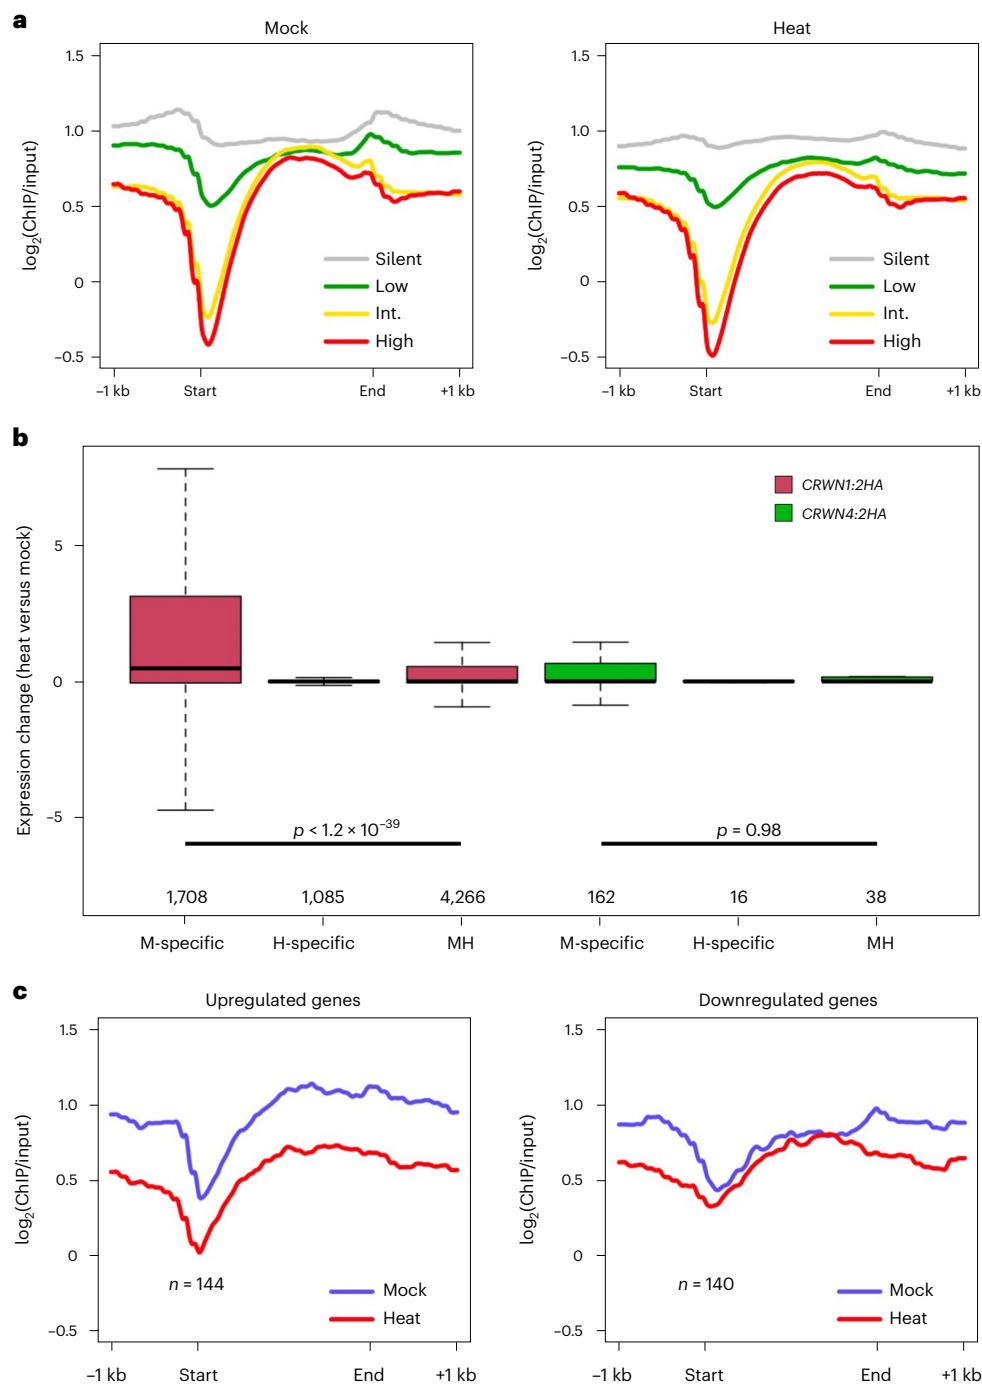 a
Mock
Heat
log2(ChIP/input)
1.5
1.0
0.5
0
–0.5
Silent
Low
Int.
High
–1 kb Start End +1 kb
log2(ChIP/input)
1.5
1.0
0.5
0
–0.5
Silent
Low
Int.
High
–1 kb Start End +1 kb
b
Expression change (heat versus mock)
5
0
–5
CRWN1:2HA
CRWN4:2HA
p < 1.2 × 10–39
p = 0.98
1,708 1,085 4,266 162 16 38
M-specific H-specific MH M-specific H-specific MH
c
Upregulated genes
Downregulated genes
log2(ChIP/input)
1.5
1.0
0.5
0
–0.5
n = 144
Mock
Heat
–1 kb Start End +1 kb
log2(ChIP/input)
1.5
1.0
0.5
0
–0.5
n = 140
Mock
Heat
–1 kb Start End +1 kb